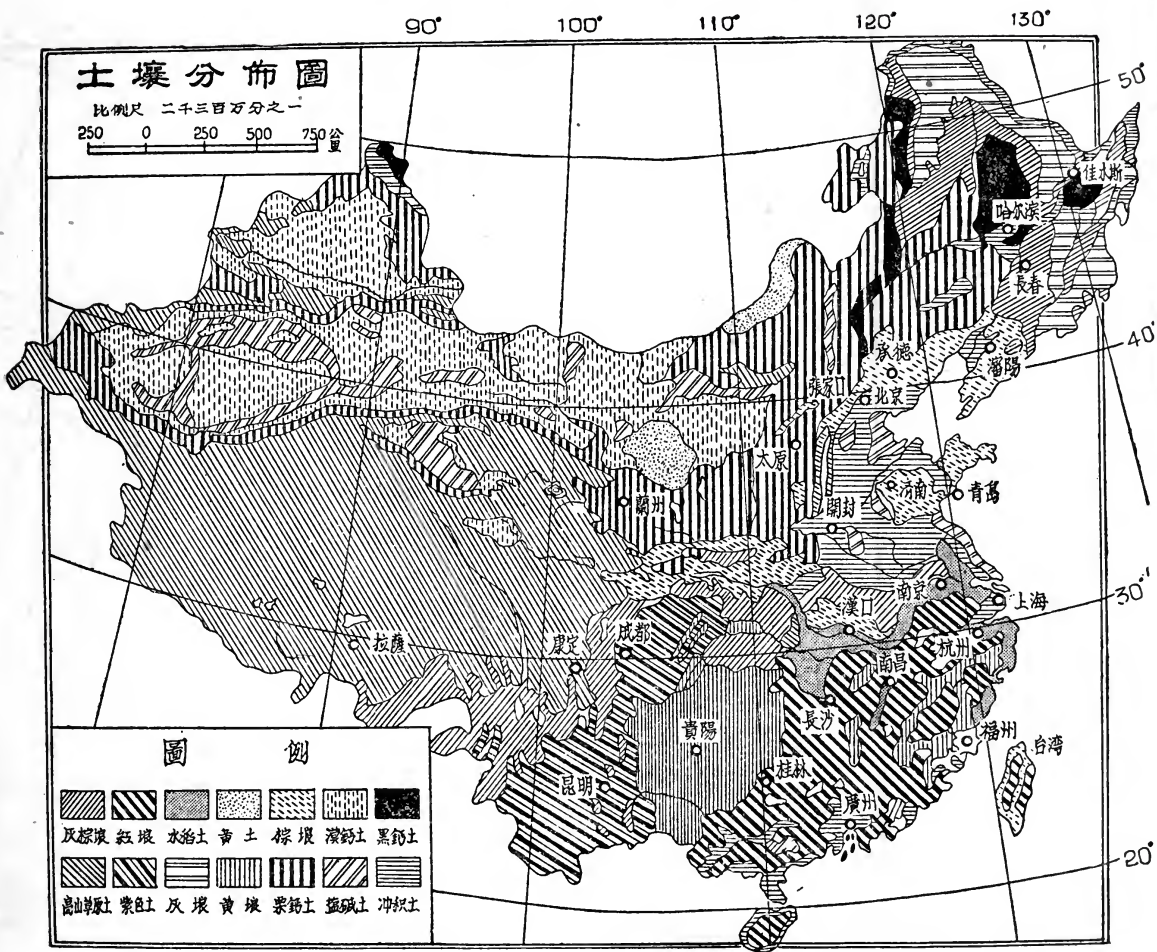 90° 100° 110° 120° 130°
土壤分佈圖
比例尺 二千三百万分之一
250 0 250 500 750 公里
50°
佳木斯
哈尔滨
長春
承德
瀋陽
40°
張家口
北京
太原
済南
青島
蘭州
開封
南京
上海
30°
漢口
拉薩
康定
成都
杭州
南昌
長沙
貴陽
福州
台湾
桂林
昆明
廣州
20°
圖 例
灰棕壤 紅壤 水稻土 黄土 棕壤 漠鈣土 黑鈣土
高山草原土 紫色土 灰壤 黄壤 栗鈣土 盐碱土 冲积土